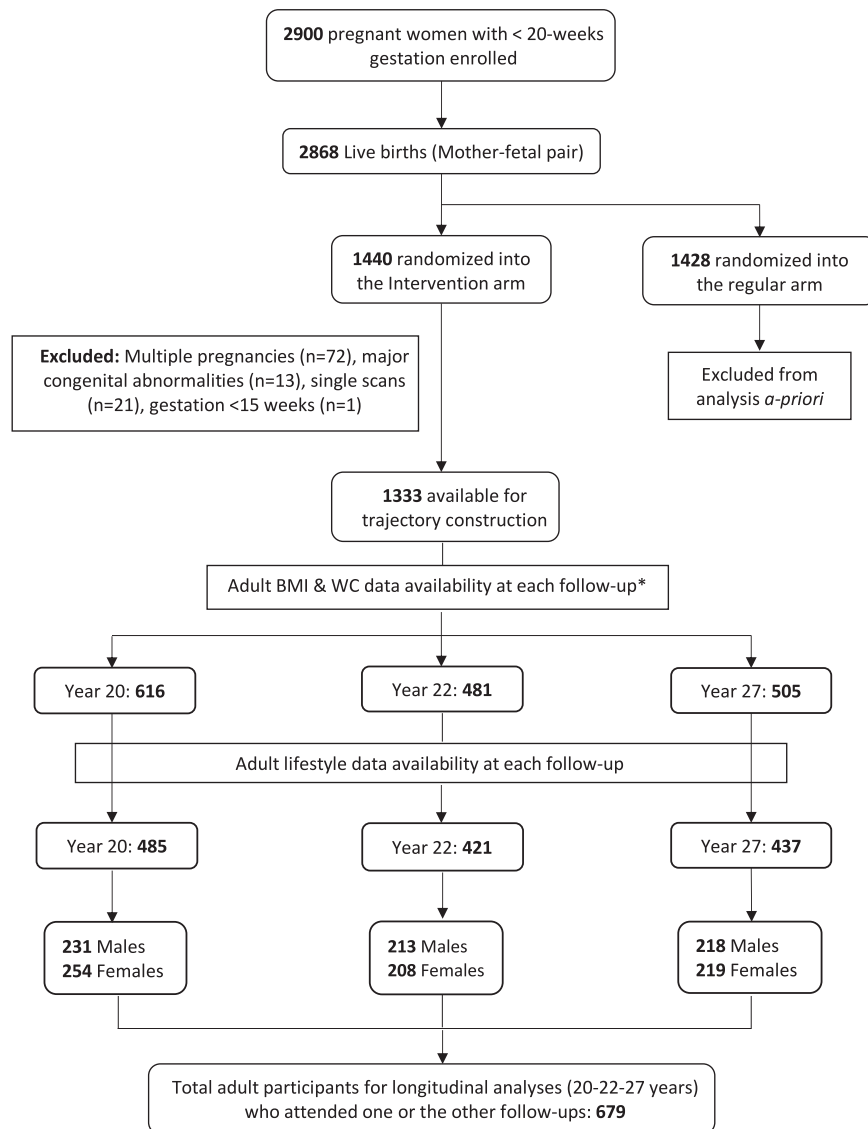 2900 pregnant women with < 20-weeks
gestation enrolled
2868 Live births (Mother-fetal pair)
1440 randomized into
the Intervention arm
1428 randomized into
the regular arm
Excluded: Multiple pregnancies (n=72), major
congenital abnormalities (n=13), single scans
(n=21), gestation <15 weeks (n=1)
Excluded from
analysis a-priori
1333 available for
trajectory construction
Adult BMI & WC data availability at each follow-up*
Year 20: 616
Year 22: 481
Year 27: 505
Adult lifestyle data availability at each follow-up
Year 20: 485
Year 22: 421
Year 27: 437
231 Males
254 Females
213 Males
208 Females
218 Males
219 Females
Total adult participants for longitudinal analyses (20-22-27 years)
who attended one or the other follow-ups: 679